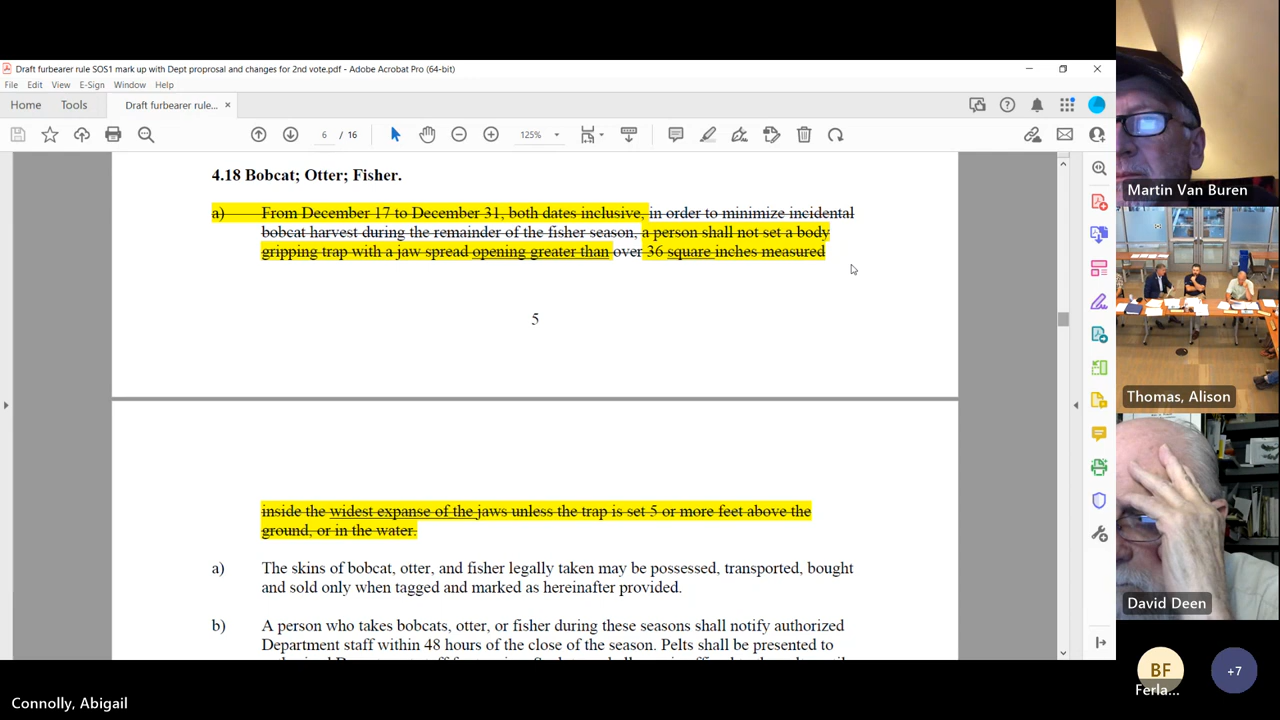 Draft furbearer rule SOS1 mark up with Dept proprosal and changes for 2nd vote.pdf - Adobe Acrobat Pro (64-bit)
File Edit View E-Sign Window Help
Home Tools Draft furbearer rule... ×
6 / 16 125%
4.18 Bobcat; Otter; Fisher.
a) From December 17 to December 31, both dates inclusive, in order to minimize incidental
bobcat harvest during the remainder of the fisher season, a person shall not set a body
gripping trap with a jaw spread opening greater than over 36 square inches measured
5
inside the widest expanse of the jaws unless the trap is set 5 or more feet above the
ground, or in the water.
a) The skins of bobcat, otter, and fisher legally taken may be possessed, transported, bought
and sold only when tagged and marked as hereinafter provided.
b) A person who takes bobcats, otter, or fisher during these seasons shall notify authorized
Department staff within 48 hours of the close of the season. Pelts shall be presented to
Martin Van Buren
Thomas, Alison
David Deen
BF
Ferla...
+7
Connolly, Abigail